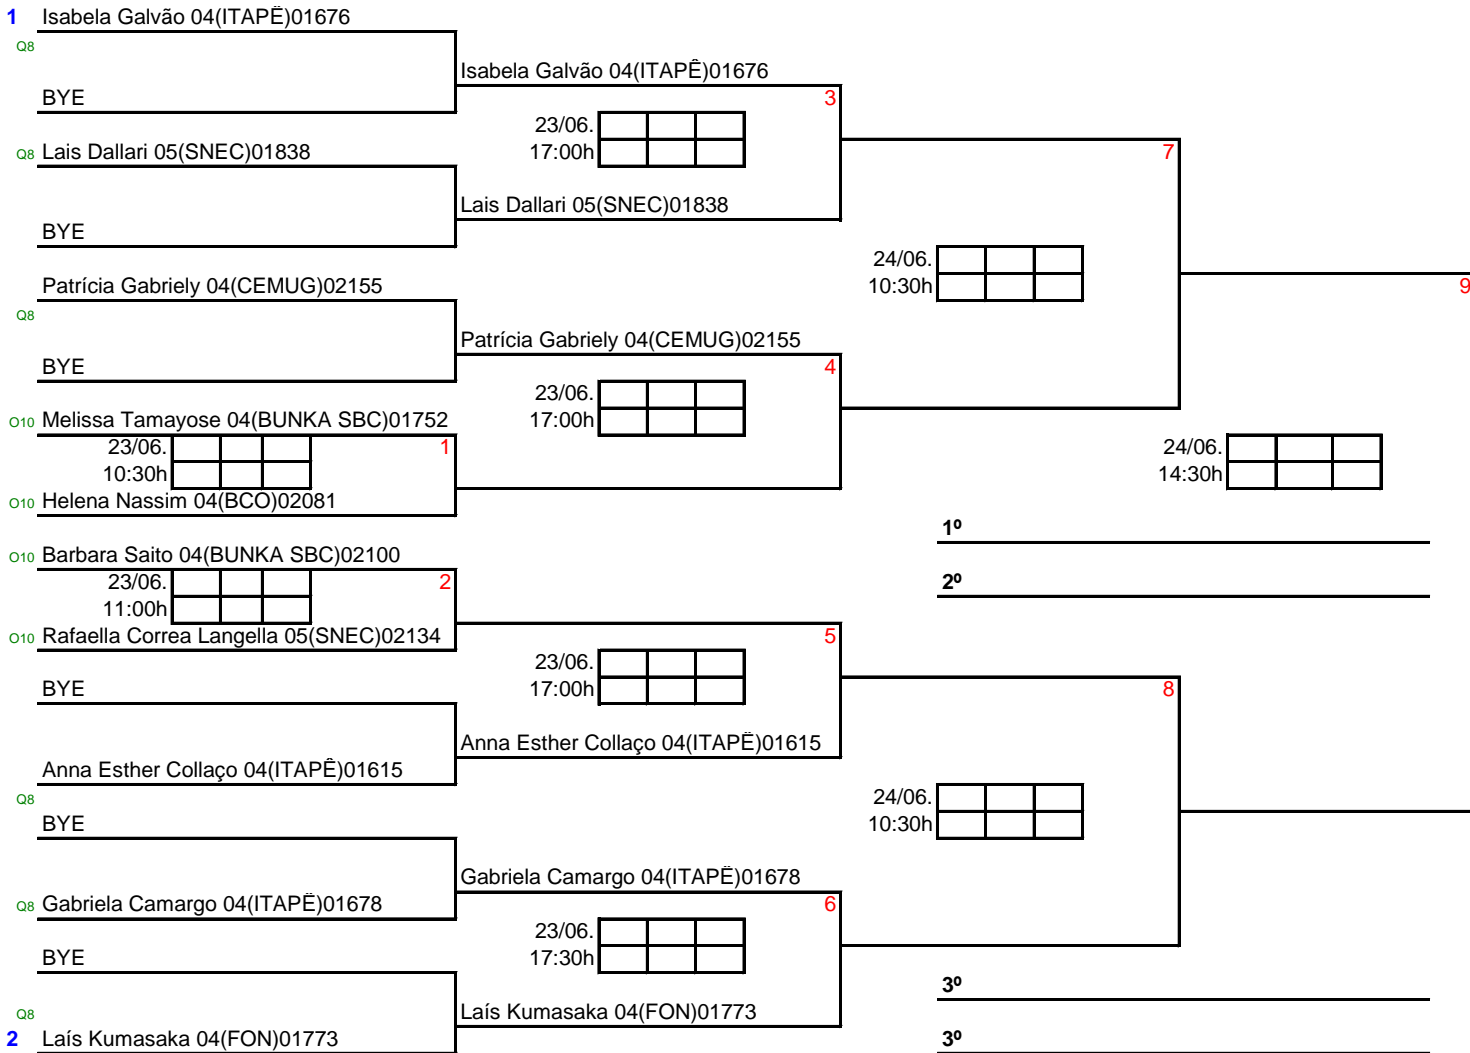 1 Isabela Galvão 04(ITAPÊ)01676
Q8
Isabela Galvão 04(ITAPÊ)01676
BYE
3
23/06.
17:00h
Q8 Lais Dallari 05(SNEC)01838
7
Lais Dallari 05(SNEC)01838
BYE
24/06.
10:30h
Patrícia Gabriely 04(CEMUG)02155
9
Q8
Patrícia Gabriely 04(CEMUG)02155
BYE
4
23/06.
17:00h
O10 Melissa Tamayose 04(BUNKA SBC)01752
23/06.
10:30h
1
24/06.
14:30h
O10 Helena Nassim 04(BCO)02081
1º
O10 Barbara Saito 04(BUNKA SBC)02100
23/06.
11:00h
2
2º
O10 Rafaella Correa Langella 05(SNEC)02134
5
23/06.
17:00h
BYE
8
Anna Esther Collaço 04(ITAPÊ)01615
Anna Esther Collaço 04(ITAPÊ)01615
Q8
24/06.
10:30h
BYE
Gabriela Camargo 04(ITAPÊ)01678
Q8 Gabriela Camargo 04(ITAPÊ)01678
6
23/06.
17:30h
BYE
3º
Q8
Laís Kumasaka 04(FON)01773
2 Laís Kumasaka 04(FON)01773
3º